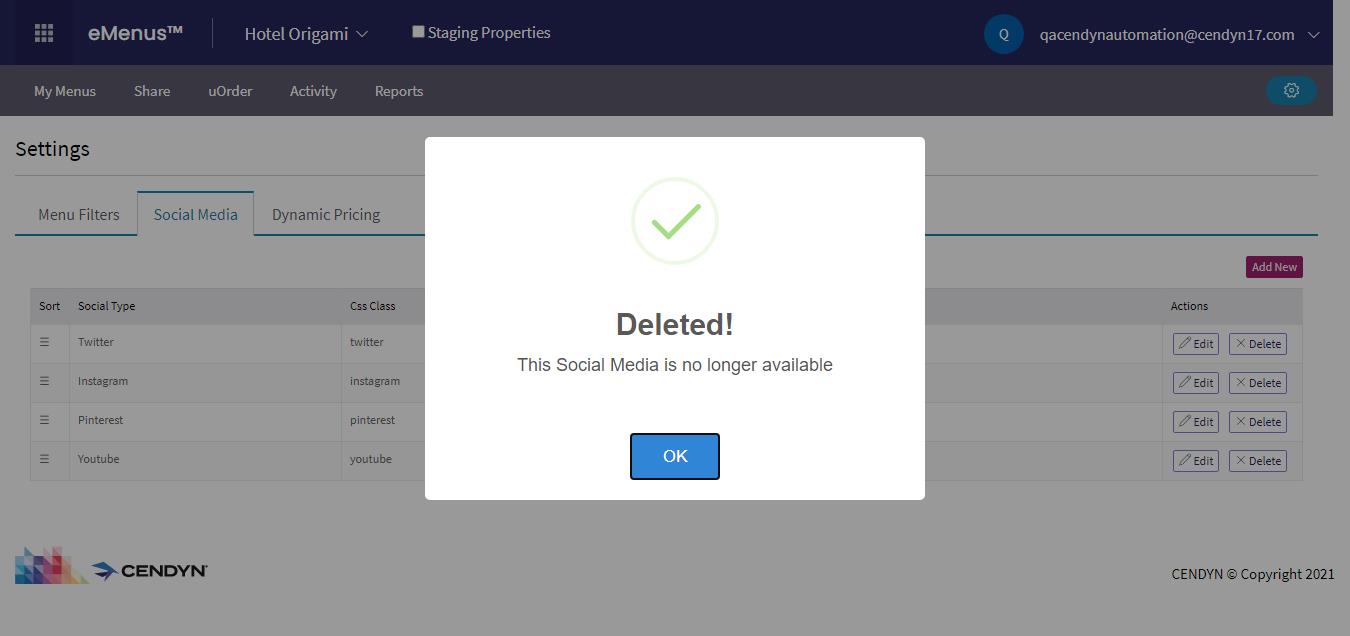 eMenus™
Hotel Origami
Staging Properties
Q
qacendynautomation@cendyn17.com
My Menus
Share
uOrder
Activity
Reports
Settings
Menu Filters
Social Media
Dynamic Pricing
Add New
Sort
Social Type
Css Class
Actions
Twitter
twitter
Edit
Delete
Instagram
instagram
Edit
Delete
Pinterest
pinterest
Edit
Delete
Youtube
youtube
Edit
Delete
Deleted!
This Social Media is no longer available
OK
CENDYN
CENDYN © Copyright 2021